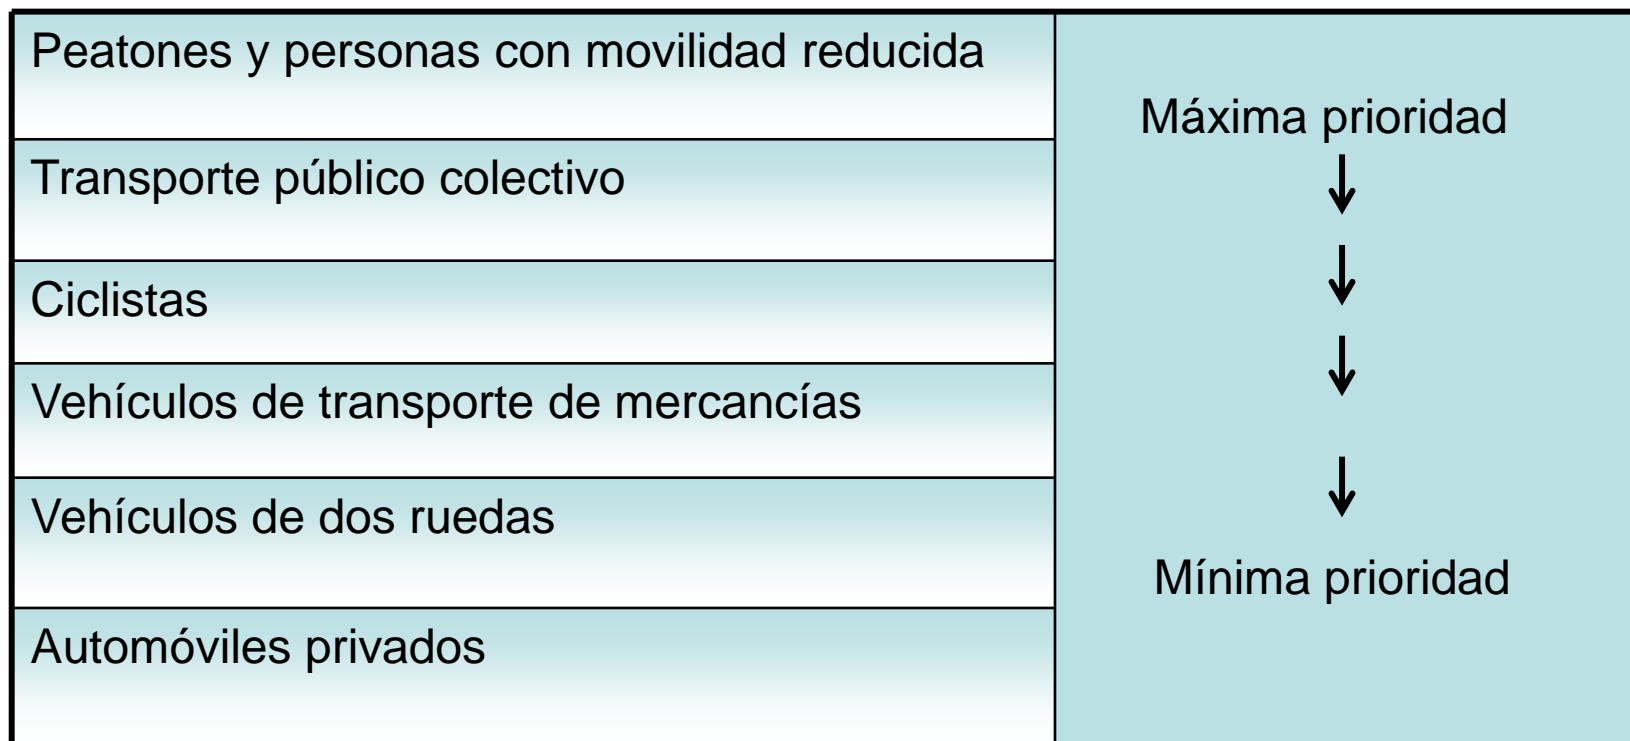 Peatones y personas con movilidad reducida
Transporte público colectivo
Ciclistas
Vehículos de transporte de mercancías
Vehículos de dos ruedas
Automóviles privados
Máxima prioridad
Mínima prioridad